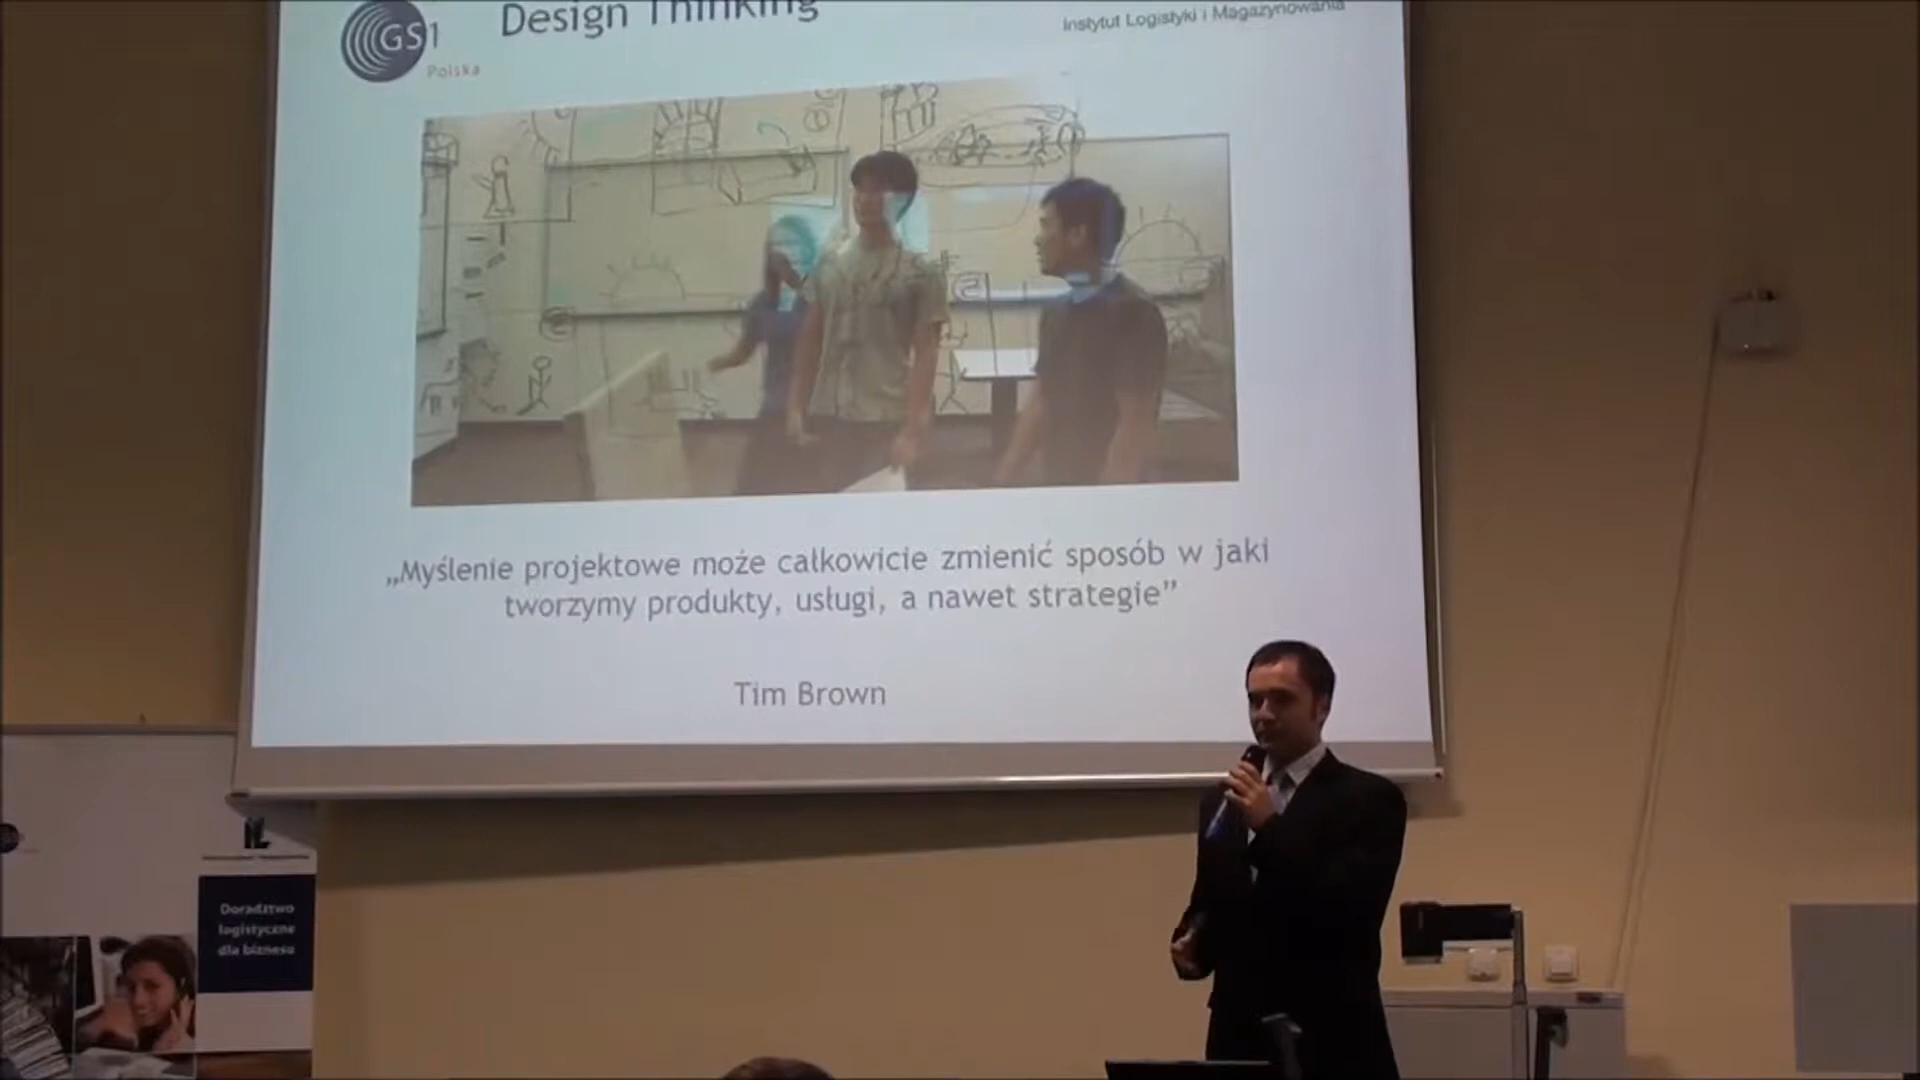 GS1
Polska
Design Thinking
Instytut Logistyki i Magazynowania
„Myślenie projektowe może całkowicie zmienić sposób w jaki
tworzymy produkty, usługi, a nawet strategie”
Tim Brown
Doradztwo
logistyczne
dla biznesu